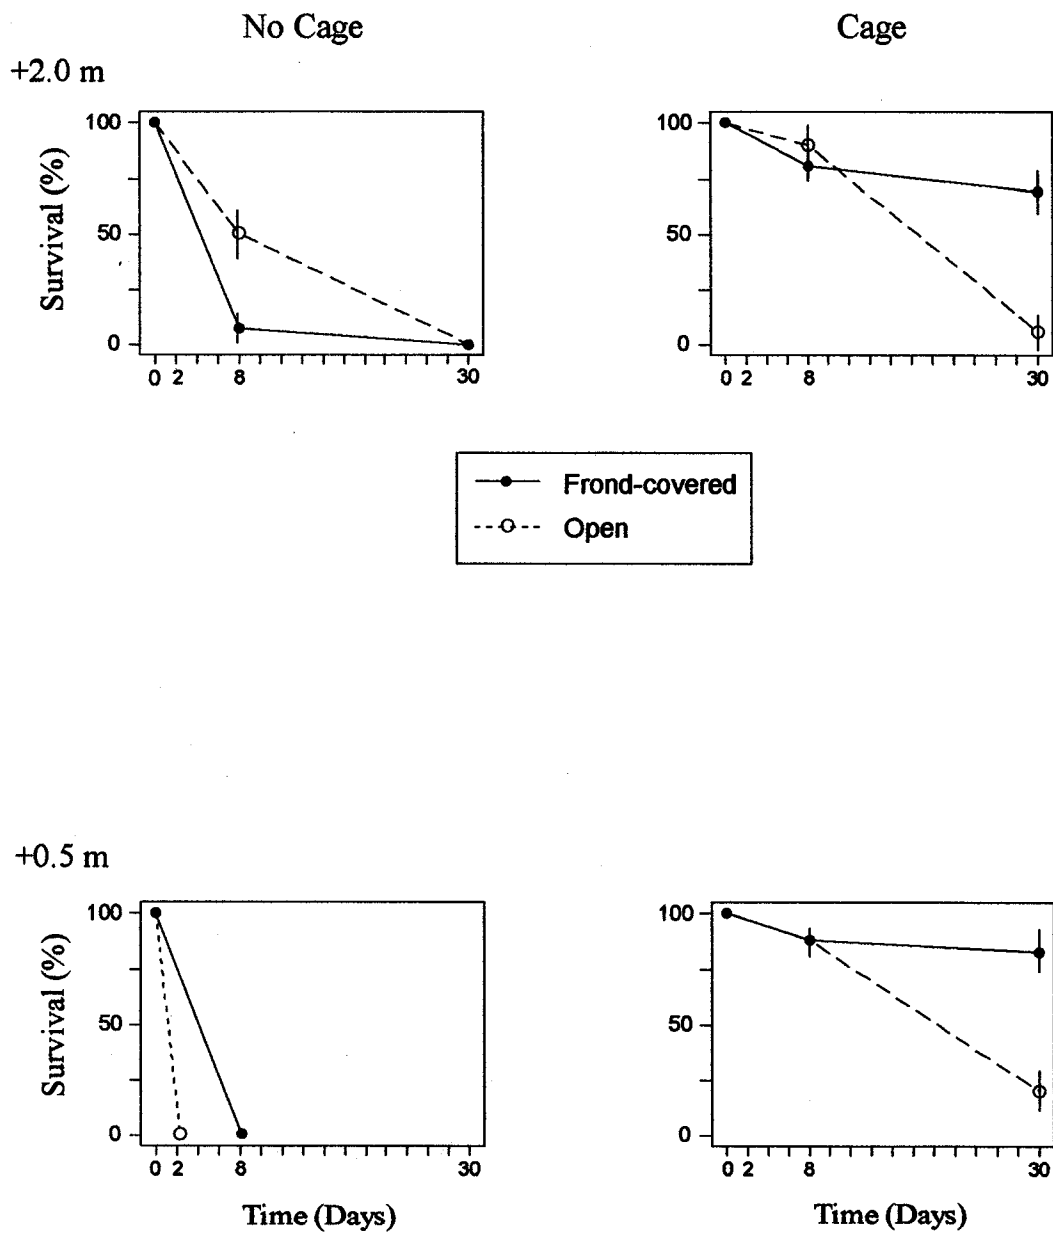 No Cage Cage
+2.0 m
100 100
Survival (%)
50 50
0 0
0 2 8 30 0 2 8 30
Frond-covered
Open
+0.5 m
100 100
Survival (%)
50 50
0 0
0 2 8 30 0 2 8 30
Time (Days) Time (Days)